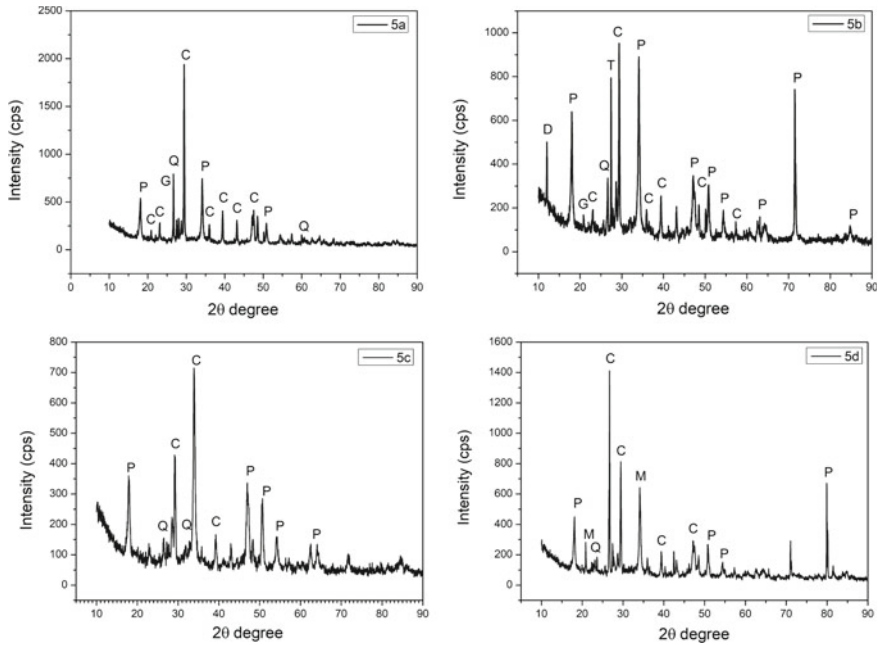 5a
Intensity (cps)
2500
2000
1500
1000
500
0
P
C
C
G
Q
C
P
C
C
C
C
P
Q
0 10 20 30 40 50 60 70 80 90
2θ degree
5b
Intensity (cps)
1000
800
600
400
200
0
D
P
G
C
Q
T
C
P
C
C
P
C
P
P
C
P
P
P
10 20 30 40 50 60 70 80 90
2θ degree
5c
Intensity (cps)
800
700
600
500
400
300
200
100
0
P
Q
C
Q
C
C
P
P
P
P
10 20 30 40 50 60 70 80 90
2θ degree
5d
Intensity (cps)
1600
1400
1200
1000
800
600
400
200
0
P
M
Q
C
C
M
C
C
P
P
P
10 20 30 40 50 60 70 80 90
2θ degree